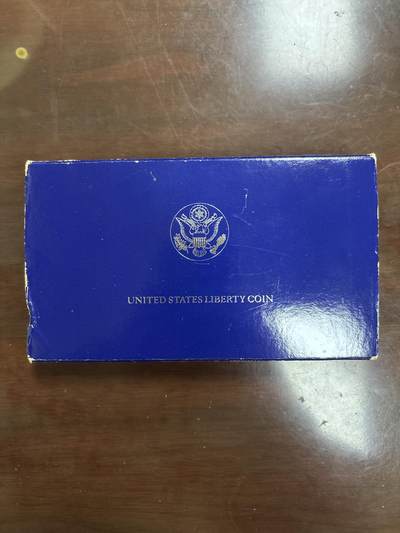 UNITED STATES LIBERTY COIN